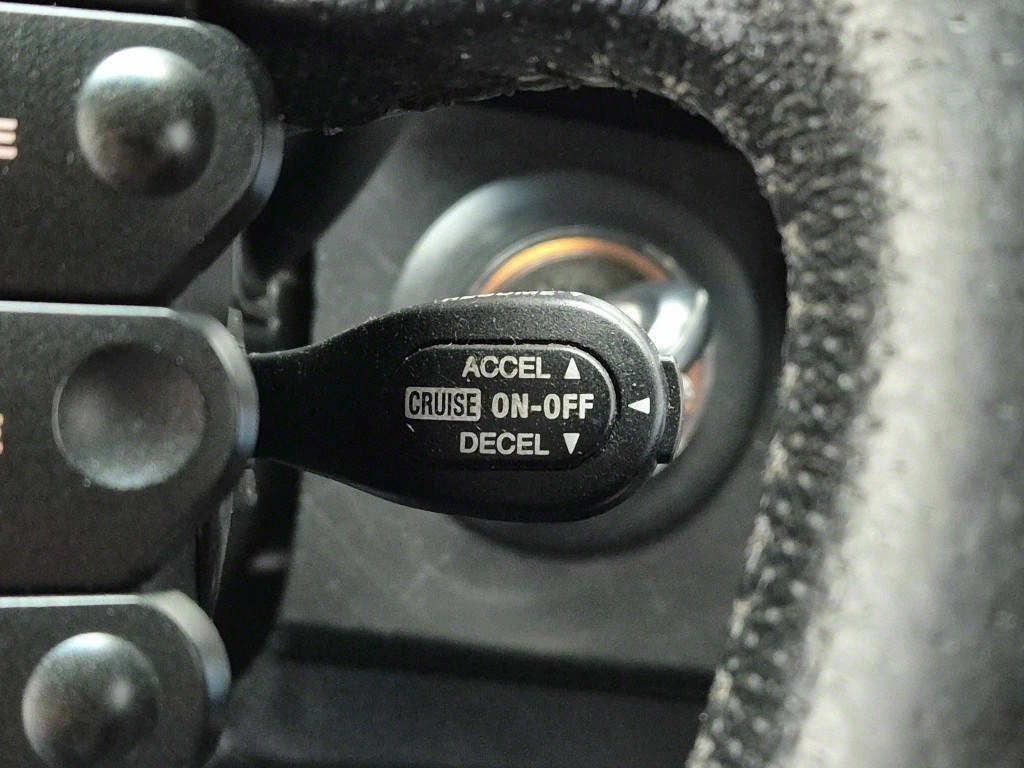 ACCEL ▲
CRUISE ON-OFF ◄
DECEL ▼